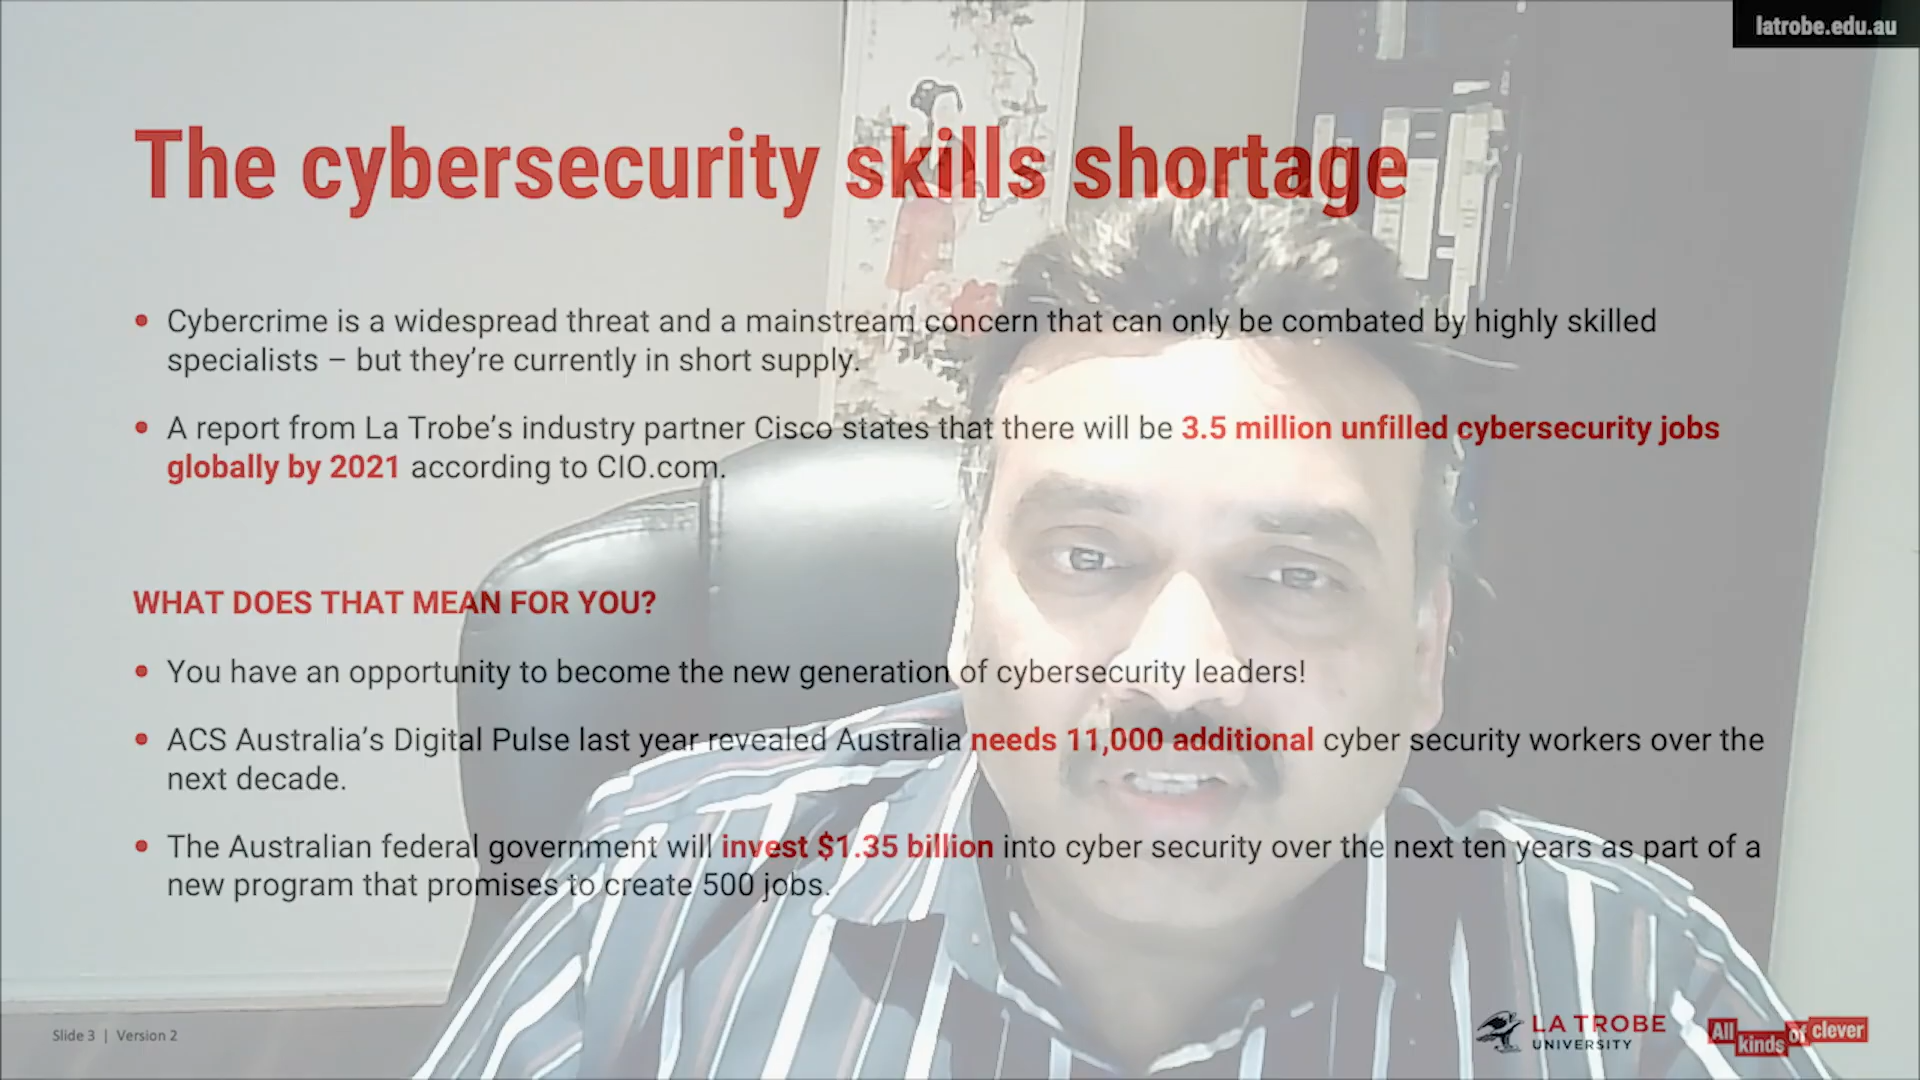 latrobe.edu.au
The cybersecurity skills shortage
• Cybercrime is a widespread threat and a mainstream concern that can only be combated by highly skilled
specialists – but they’re currently in short supply.
• A report from La Trobe’s industry partner Cisco states that there will be 3.5 million unfilled cybersecurity jobs
globally by 2021 according to CIO.com.
WHAT DOES THAT MEAN FOR YOU?
• You have an opportunity to become the new generation of cybersecurity leaders!
• ACS Australia’s Digital Pulse last year revealed Australia needs 11,000 additional cyber security workers over the
next decade.
• The Australian federal government will invest $1.35 billion into cyber security over the next ten years as part of a
new program that promises to create 500 jobs.
Slide 3 | Version 2
LA TROBE
UNIVERSITY
All kinds of clever